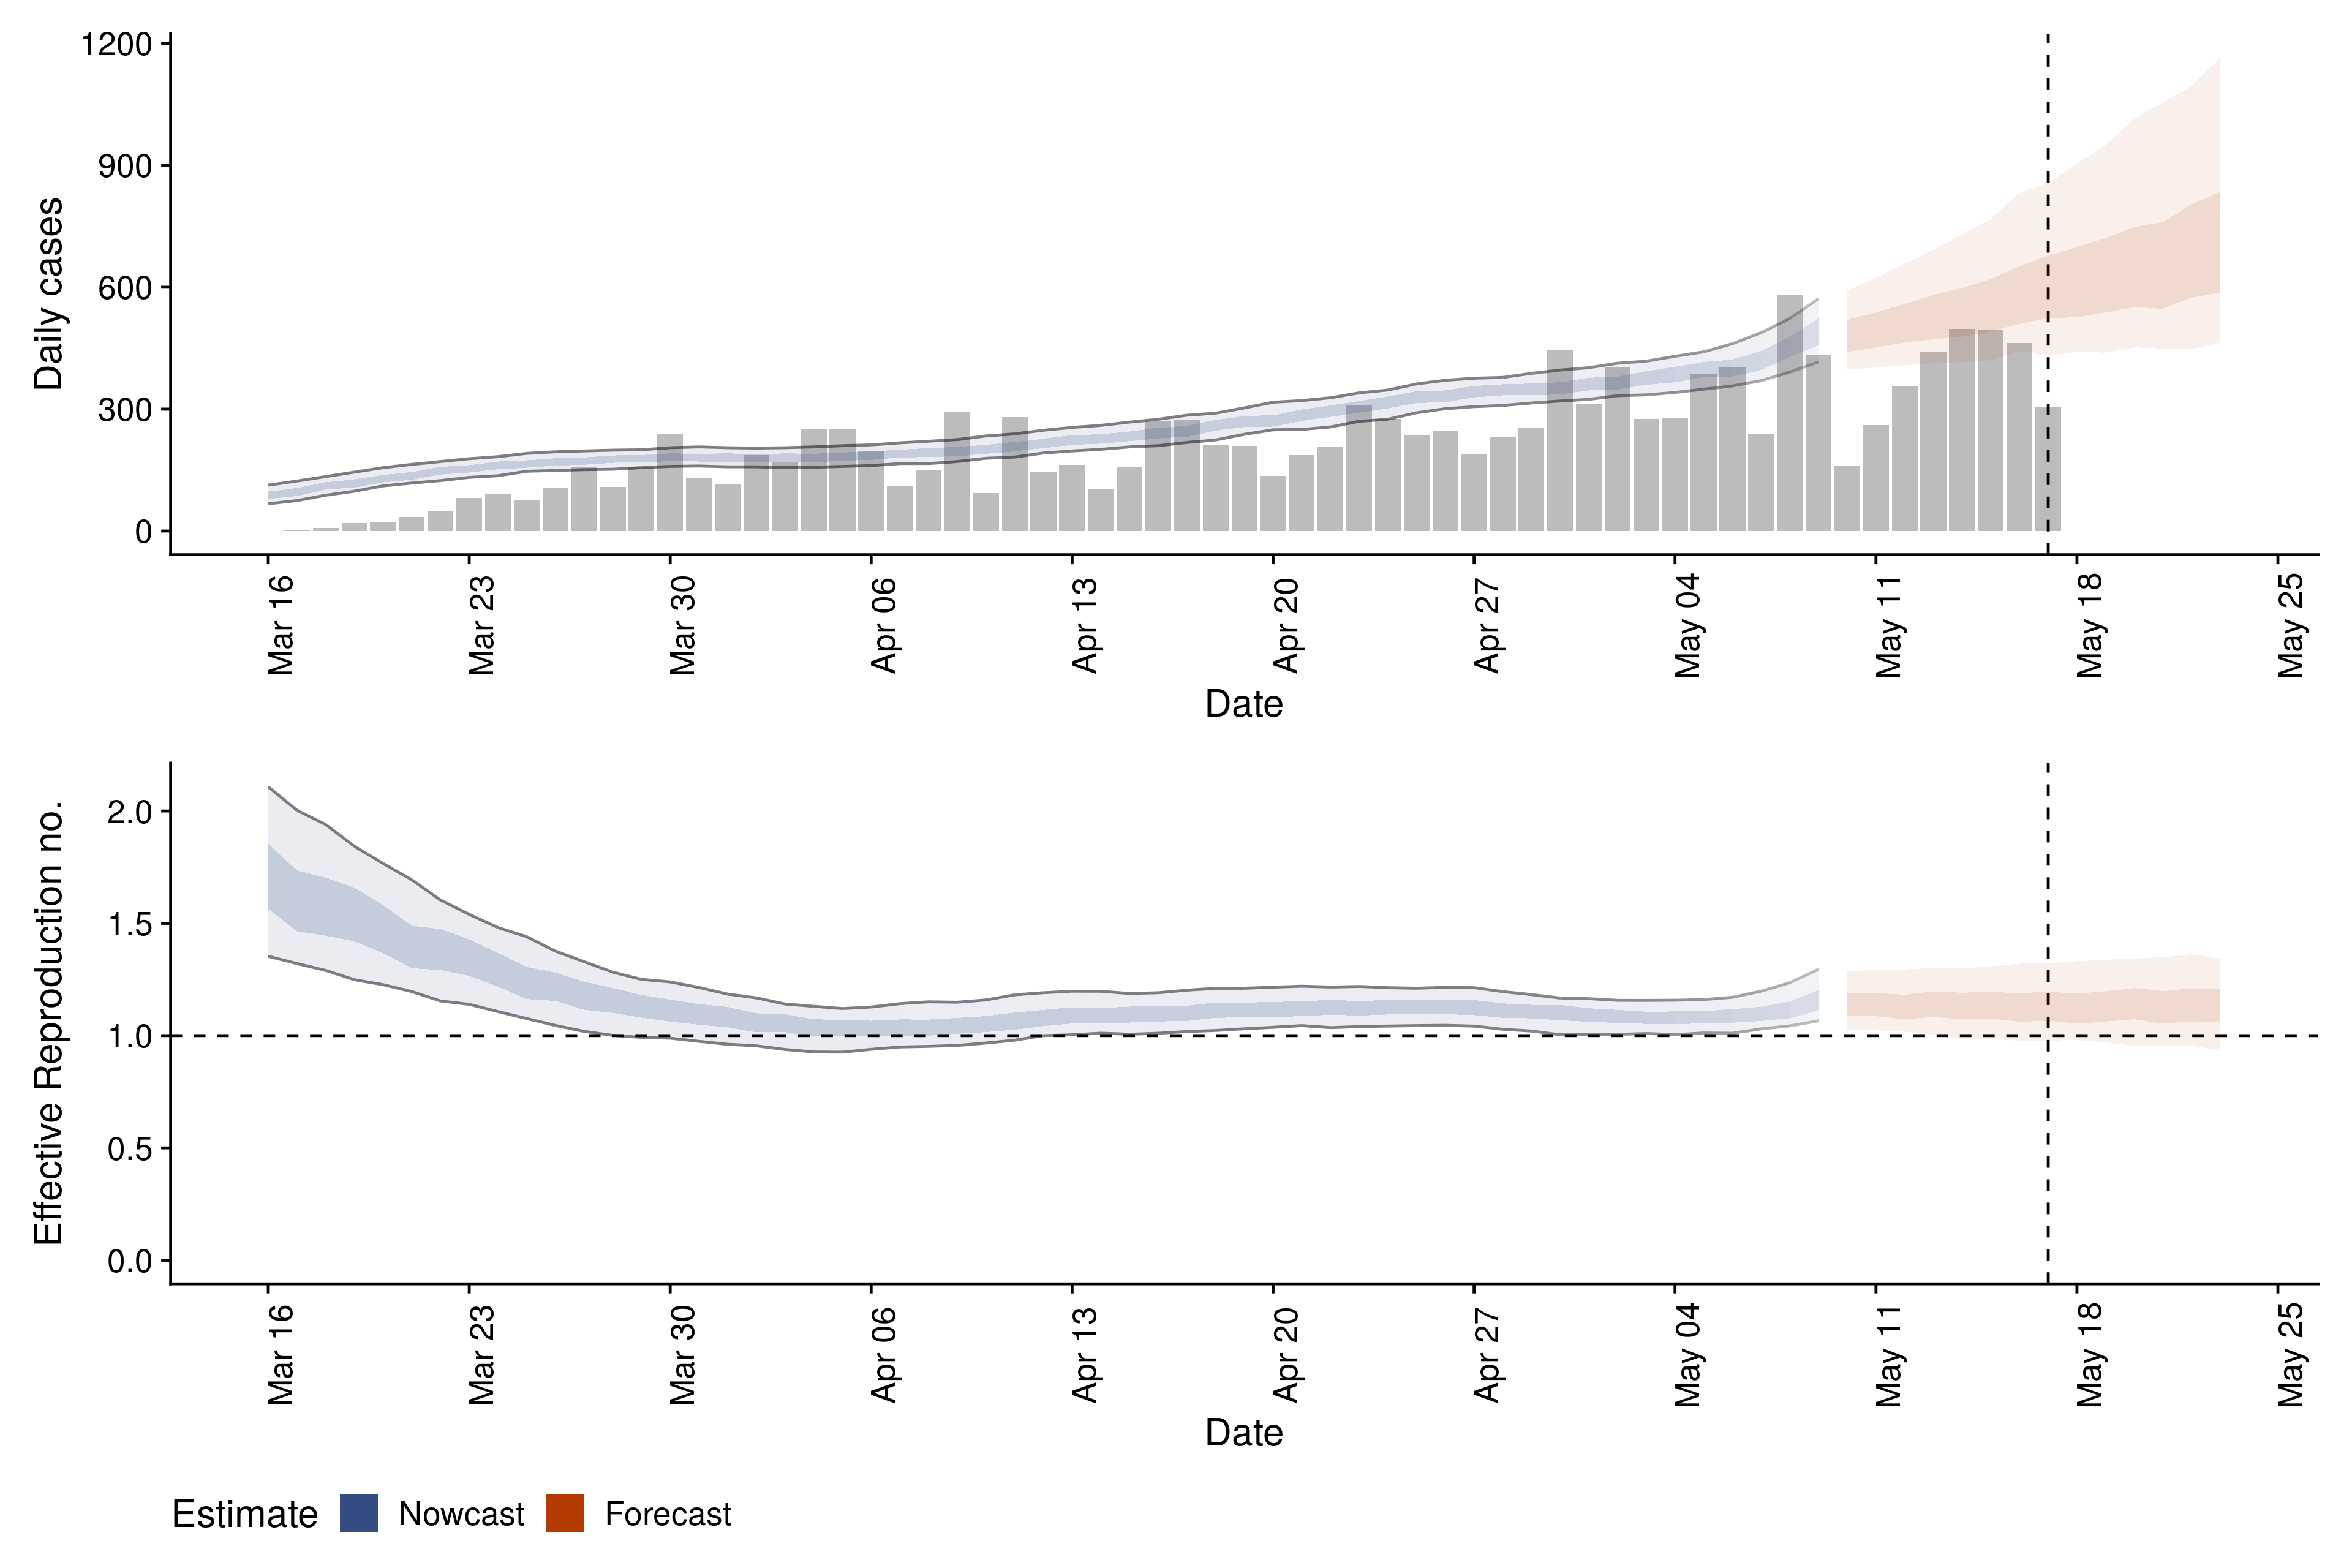 1200
900
600
300
0
Daily cases
Mar 16 Mar 23 Mar 30 Apr 06 Apr 13 Apr 20 Apr 27 May 04 May 11 May 18 May 25
Date
2.0
1.5
1.0
0.5
0.0
Effective Reproduction no.
Mar 16 Mar 23 Mar 30 Apr 06 Apr 13 Apr 20 Apr 27 May 04 May 11 May 18 May 25
Date
Estimate Nowcast Forecast